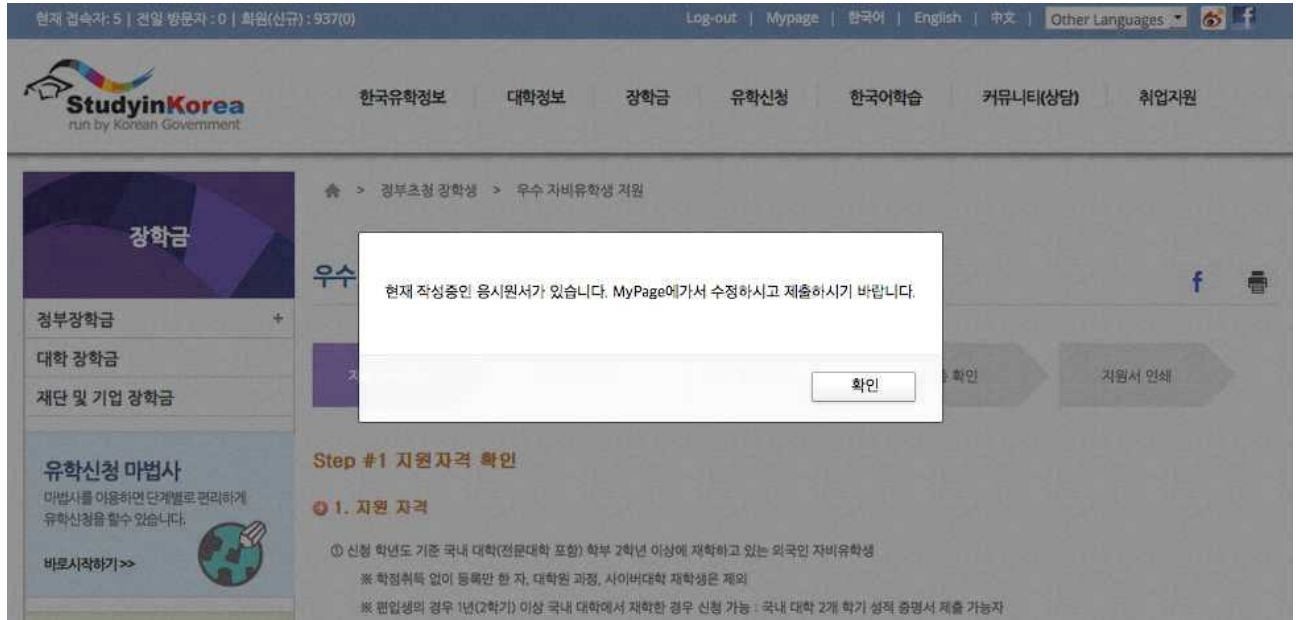 현재 접속자: 5 | 전일 방문자 : 0 | 회원(신규) : 937(0)
Log-out | Mypage | 한국어 | English | 中文 | Other Languages
StudyinKorea
run by Korean Government
한국유학정보 대학정보 장학금 유학신청 한국어학습 커뮤니티(상담) 취업지원
> 정부초청 장학생 > 우수 자비유학생 지원
장학금
우수
현재 작성중인 응시원서가 있습니다. MyPage에가서 수정하시고 제출하시기 바랍니다.
확인
정부장학금 +
대학 장학금
재단 및 기업 장학금
확인
지원서 인쇄
유학신청 마법사
마법사를 이용하면 단계별로 편리하게
유학신청을 할수 있습니다.
바로시작하기 >>
Step #1 지원자격 확인
1. 지원 자격
① 신청 학년도 기준 국내 대학(전문대학 포함) 학부 2학년 이상에 재학하고 있는 외국인 자비유학생
※ 학점취득 없이 등록만 한 자, 대학원 과정, 사이버대학 재학생은 제외
※ 편입생의 경우 1년(2학기) 이상 국내 대학에서 재학한 경우 신청 가능 : 국내 대학 2개 학기 성적 증명서 제출 가능자